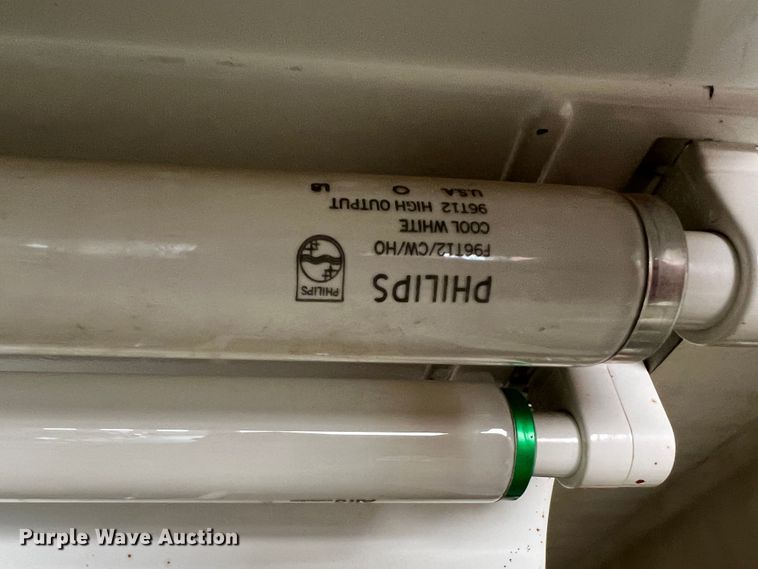 PHILIPS
PHILIPS
F96T12/CW/HO
COOL WHITE
96T12 HIGH OUTPUT
U.S.A.
Purple Wave Auction